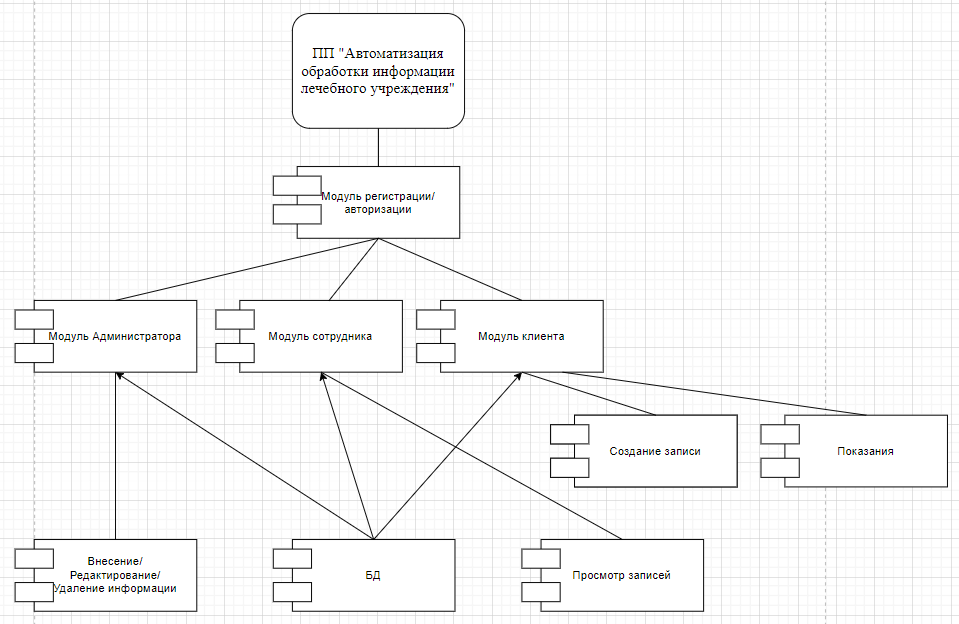 ПП "Автоматизация
обработки информации
лечебного учреждения"
Модуль регистрации/
авторизации
Модуль Администратора
Модуль сотрудника
Модуль клиента
Создание записи
Показания
Внесение/
Редактирование/
Удаление информации
БД
Просмотр записей